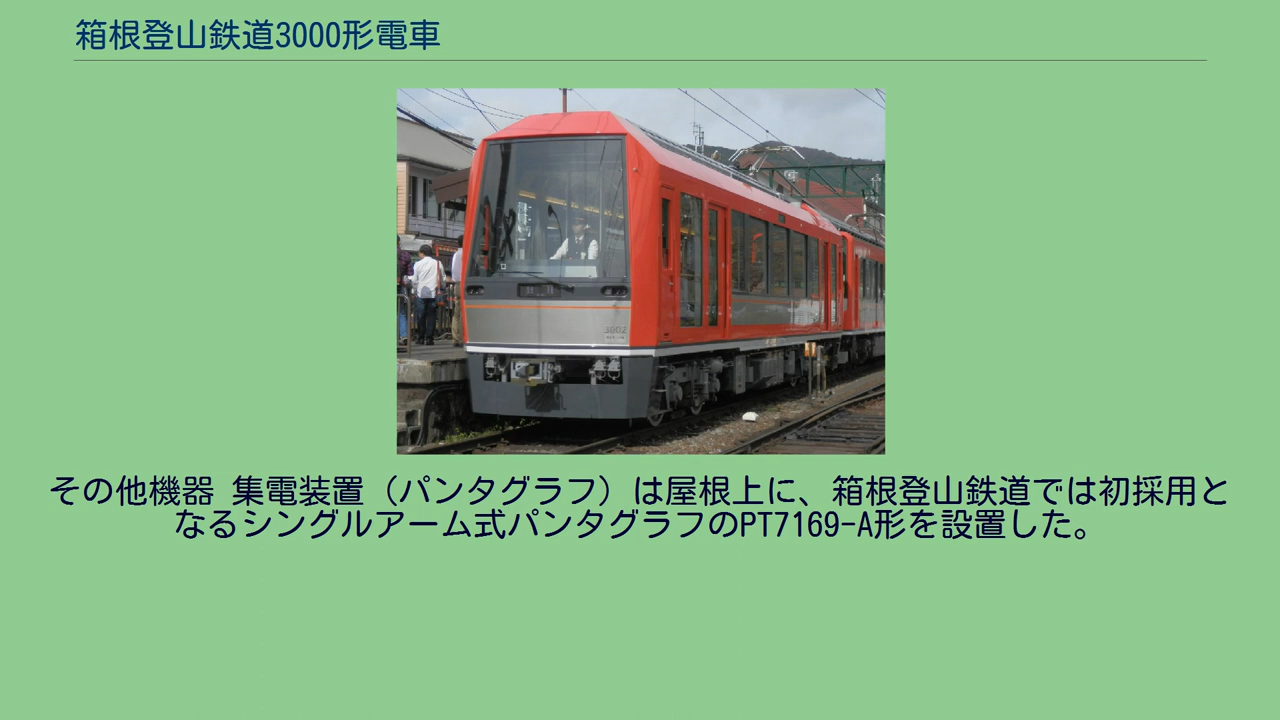 箱根登山鉄道3000形電車
3002
その他機器 集電装置（パンタグラフ）は屋根上に、箱根登山鉄道では初採用と
なるシングルアーム式パンタグラフのPT7169-A形を設置した。